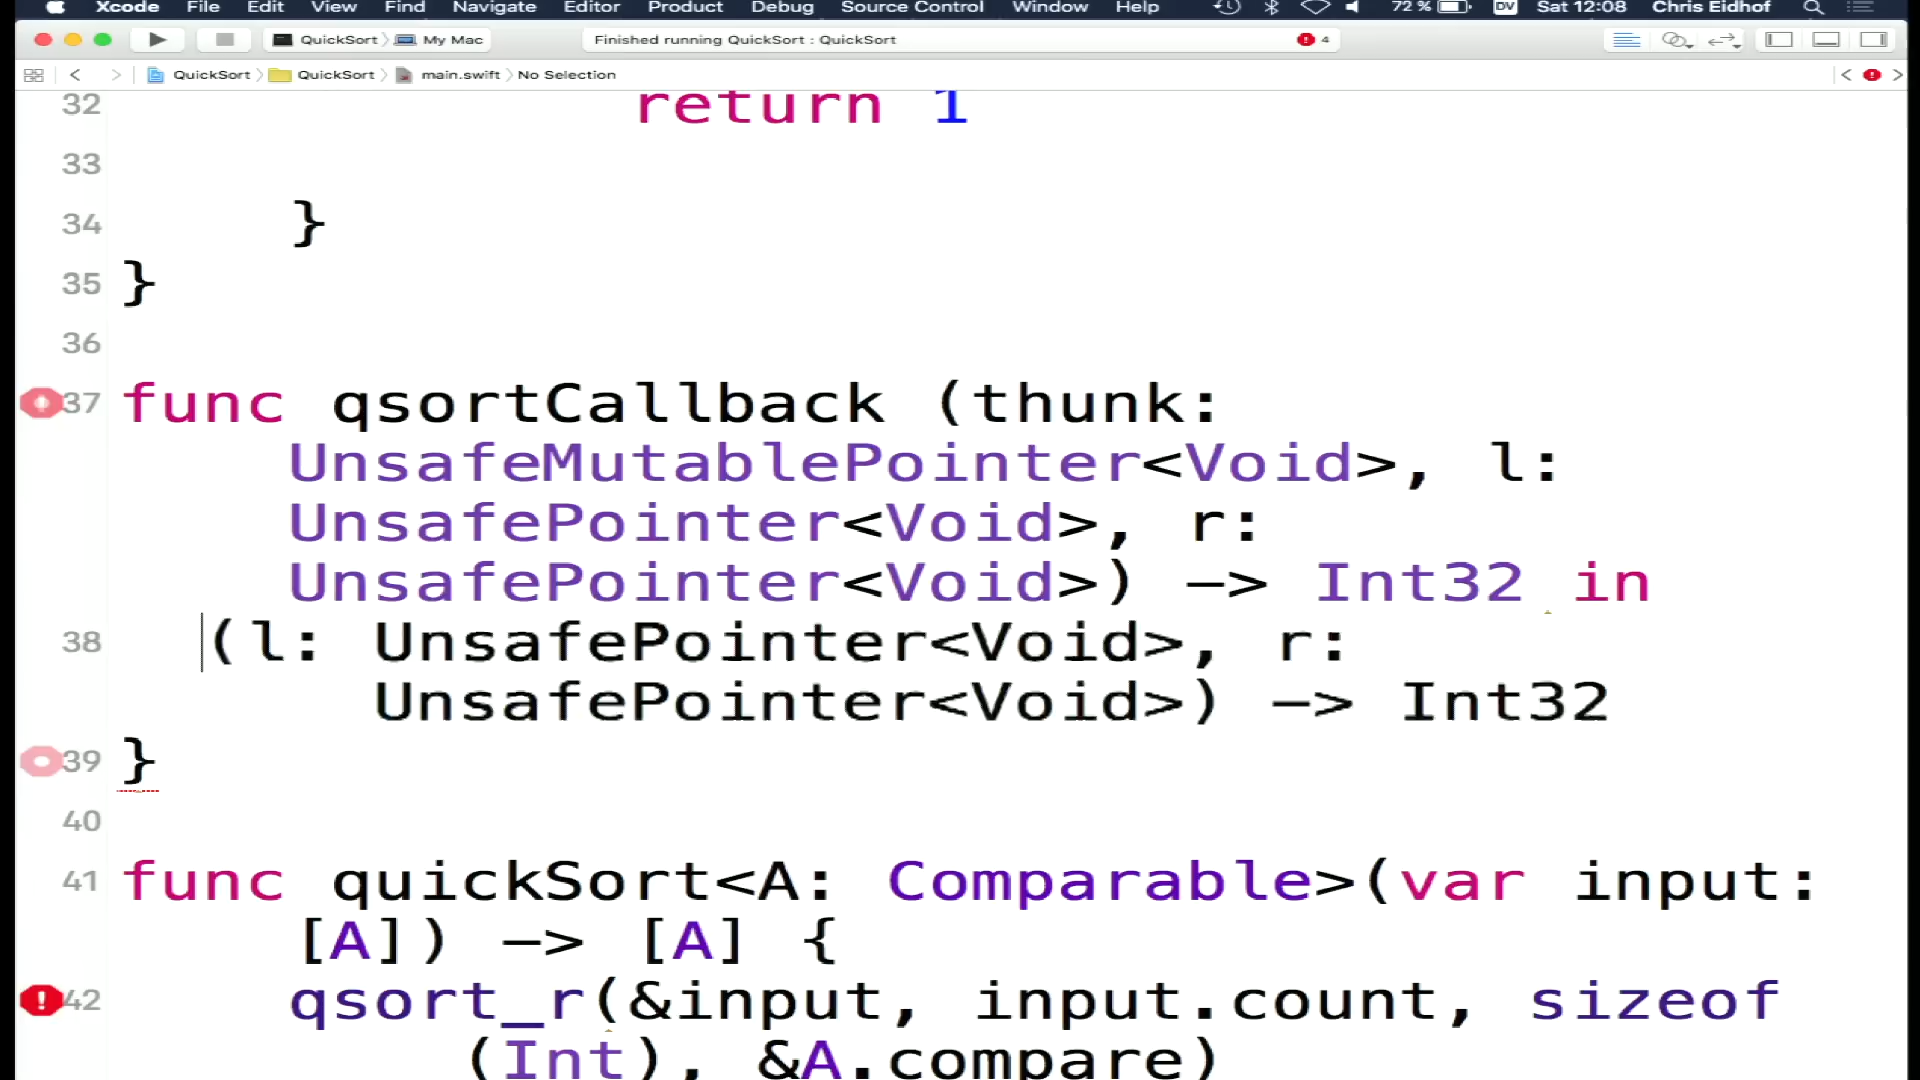 Xcode File Edit View Find Navigate Editor Product Debug Source Control Window Help 72% DV Sat 12:08 Chris Eidhof
QuickSort My Mac Finished running QuickSort : QuickSort 4
QuickSort QuickSort main.swift No Selection
32 return 1
33
34 }
35 }
36
37 func qsortCallback (thunk:
UnsafeMutablePointer<Void>, l:
UnsafePointer<Void>, r:
UnsafePointer<Void>) -> Int32 in
38 (l: UnsafePointer<Void>, r:
UnsafePointer<Void>) -> Int32
39 }
40
41 func quickSort<A: Comparable>(var input:
[A]) -> [A] {
42 qsort_r(&input, input.count, sizeof
(Int), &A.compare)